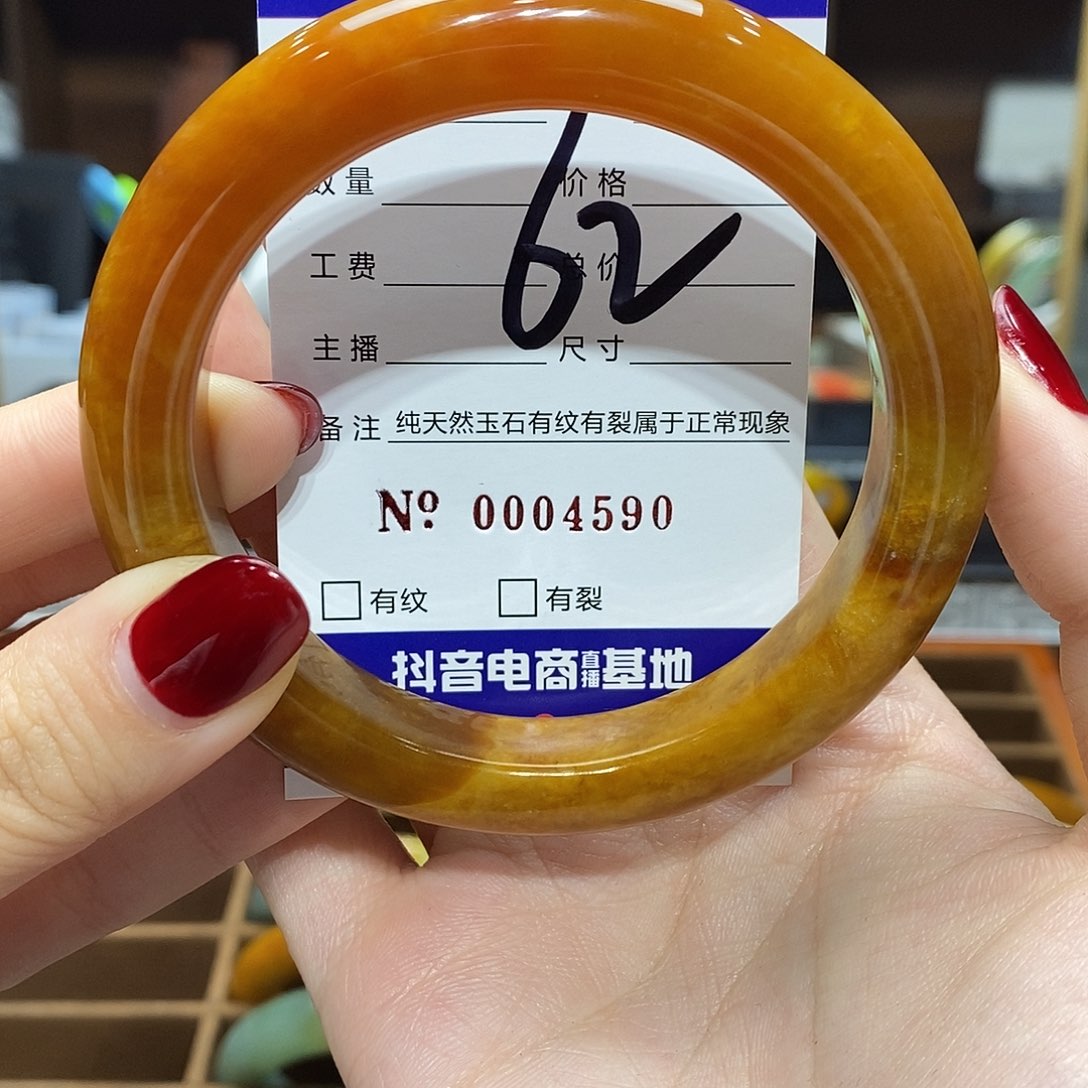 数量 价格
62
工费 总价
主播 尺寸
备注 纯天然玉石有纹有裂属于正常现象
Nº 0004590
有纹 有裂
抖音电商直播基地